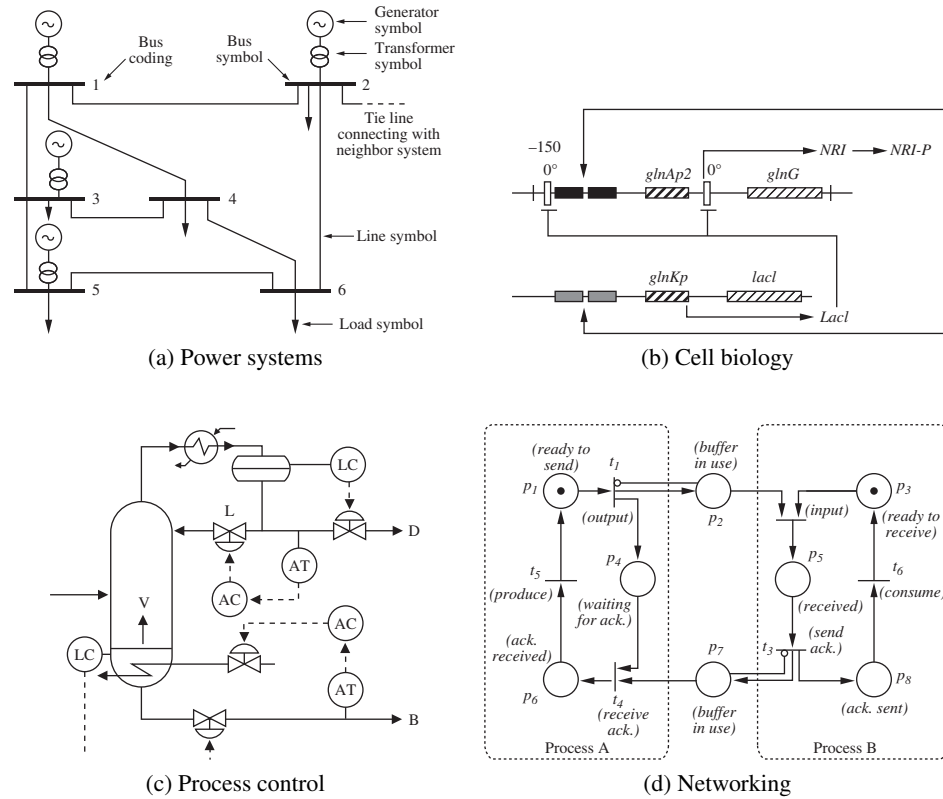 Generator
symbol
Transformer
symbol
Bus
coding
Bus
symbol
1
2
Tie line
connecting with
neighbor system
3
4
Line symbol
5
6
Load symbol
(a) Power systems
NRI
NRI-P
−150
0°
glnAp2
0°
glnG
glnKp
lacl
Lacl
(b) Cell biology
LC
L
D
AT
AC
V
AC
LC
AT
B
(c) Process control
(ready to
send)
t1
(buffer
in use)
p1
p2
p3
(output)
(input)
(ready to
receive)
p4
p5
t5
t6
(produce)
(consume)
(waiting
for ack.)
(received)
(ack.
received)
(send
ack.)
p7
t3
p6
t4
p8
(receive
ack.)
(buffer
in use)
(ack. sent)
Process A
Process B
(d) Networking